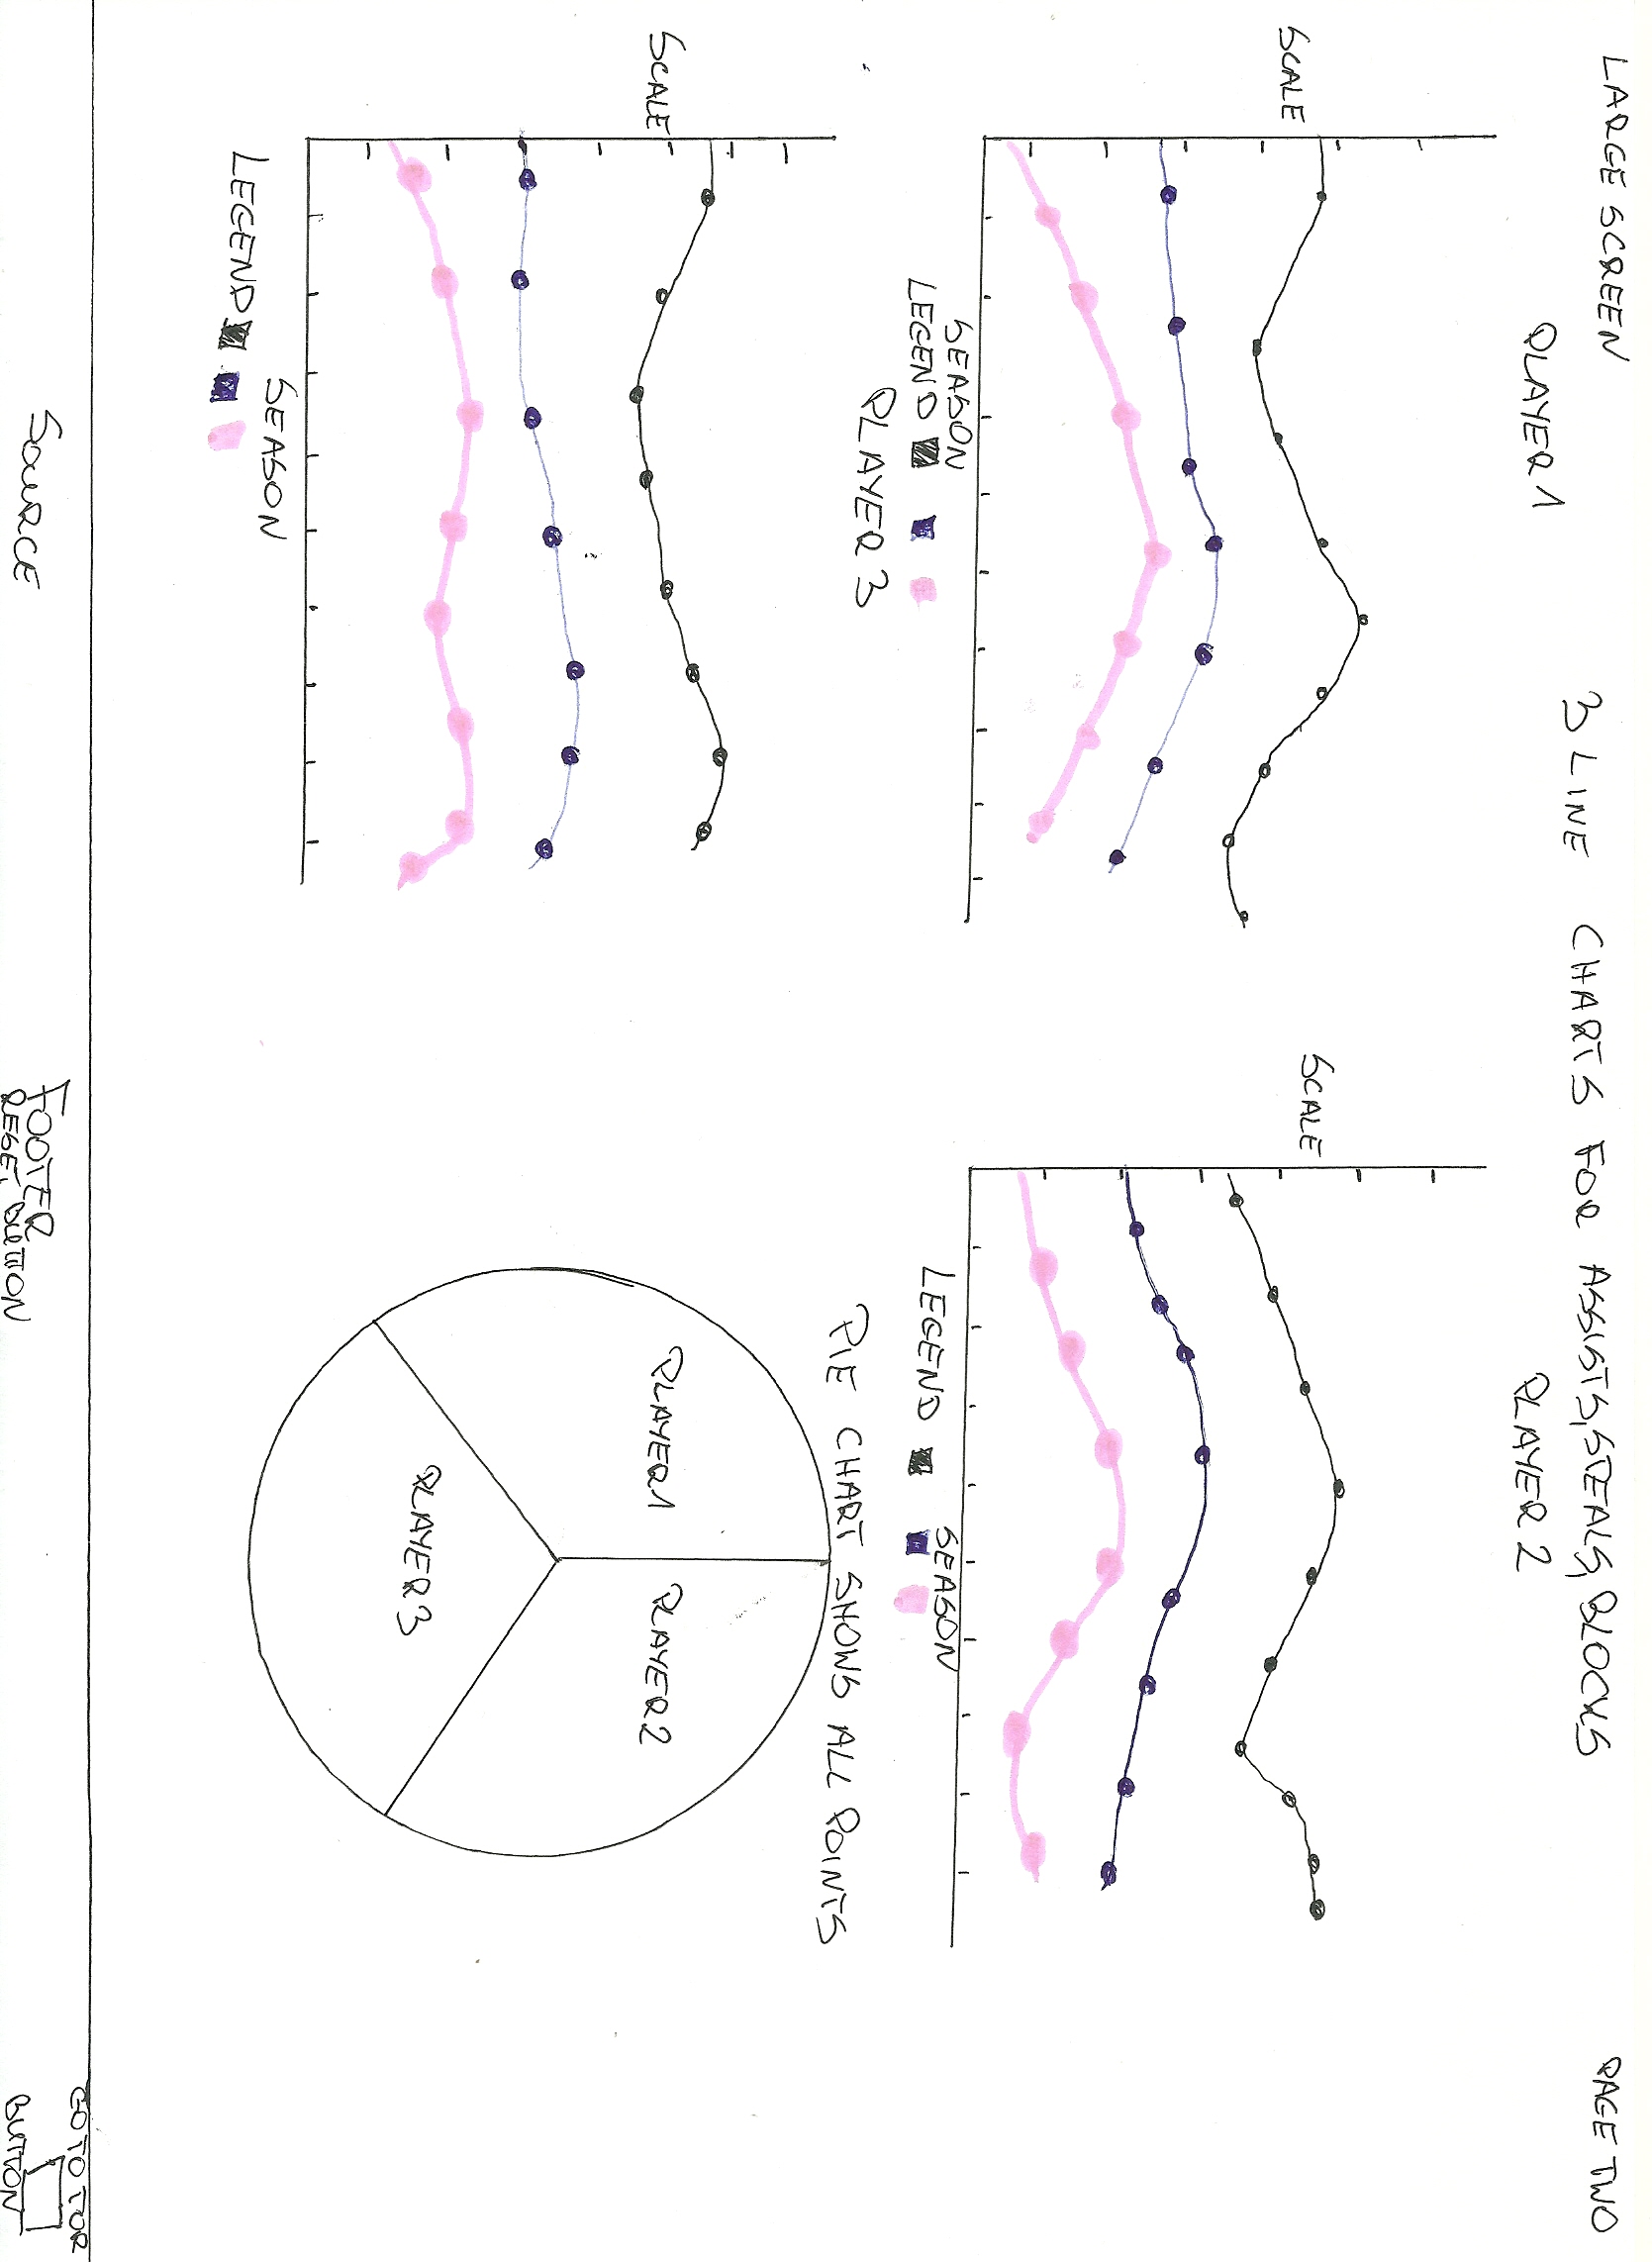 LARGE SCREEN
PAGE TWO
3 LINE CHARTS FOR ASSISTS, STEALS, BLOCKS
PLAYER 1
PLAYER 2
SCALE
SCALE
SEASON
LEGEND
SEASON
LEGEND
PLAYER 3
PIE CHART SHOWS ALL POINTS
SCALE
PLAYER 1
PLAYER 2
PLAYER 3
SEASON
LEGEND
SOURCE
FOOTER
RESET BUTTON
GO TO TOP
BUTTON